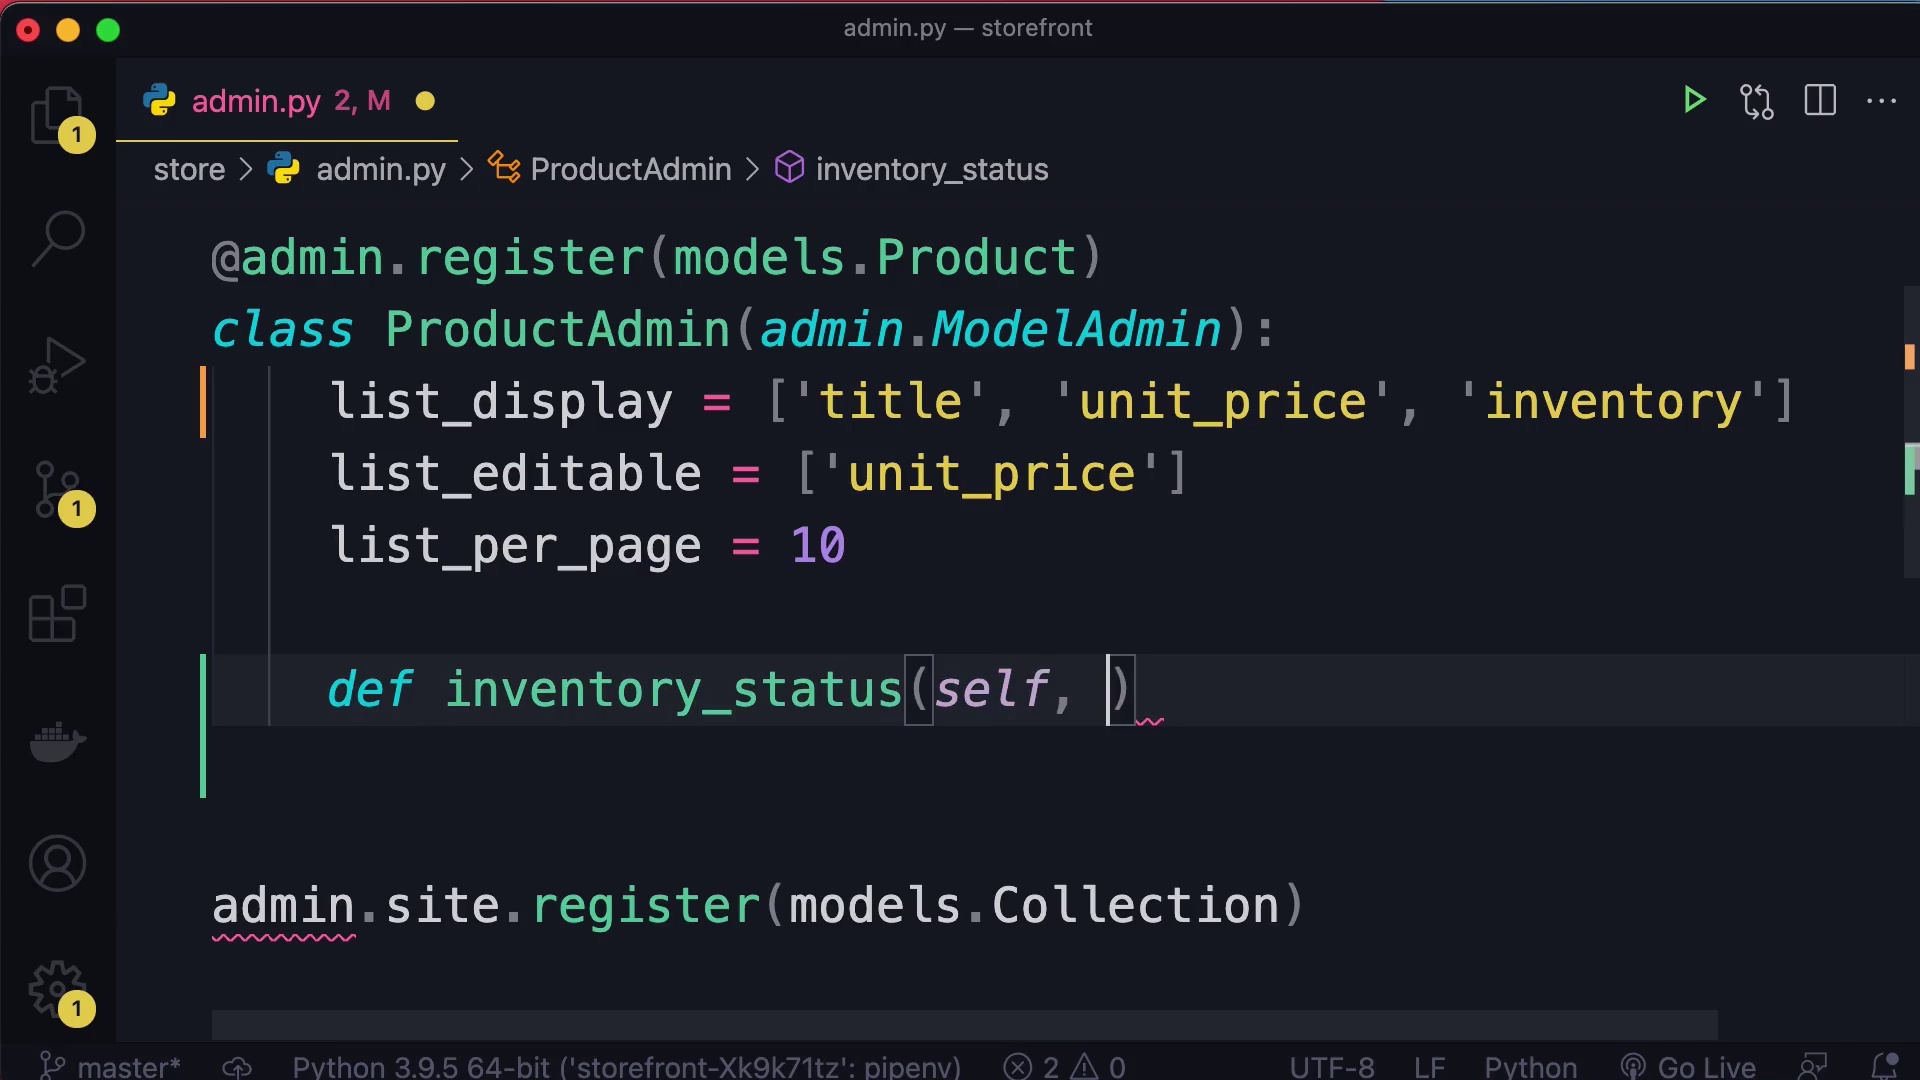 admin.py — storefront
1
admin.py 2, M
store > admin.py > ProductAdmin > inventory_status
@admin.register(models.Product)
class ProductAdmin(admin.ModelAdmin):
list_display = ['title', 'unit_price', 'inventory']
list_editable = ['unit_price']
list_per_page = 10
1
def inventory_status(self, )
admin.site.register(models.Collection)
1
master* Python 3.9.5 64-bit ('storefront-Xk9k71tz': pipenv) 2 0 UTF-8 LF Python Go Live